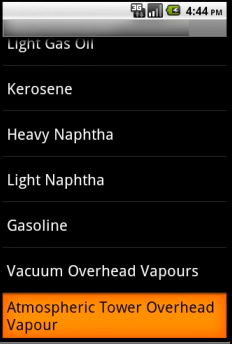 3G 4:44 PM
Light Gas Oil
Kerosene
Heavy Naphtha
Light Naphtha
Gasoline
Vacuum Overhead Vapours
Atmospheric Tower Overhead
Vapour